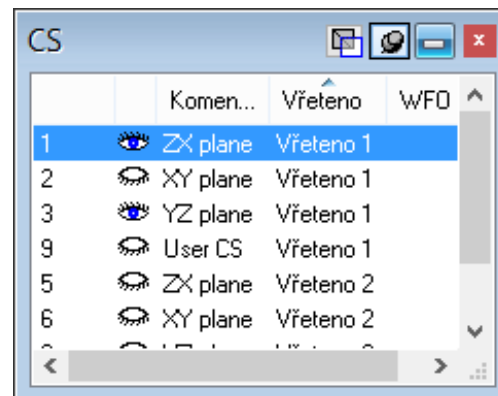 CS
Komen... Vřeteno WFO
1 ZX plane Vřeteno 1
2 XY plane Vřeteno 1
3 YZ plane Vřeteno 1
9 User CS Vřeteno 1
5 ZX plane Vřeteno 2
6 XY plane Vřeteno 2